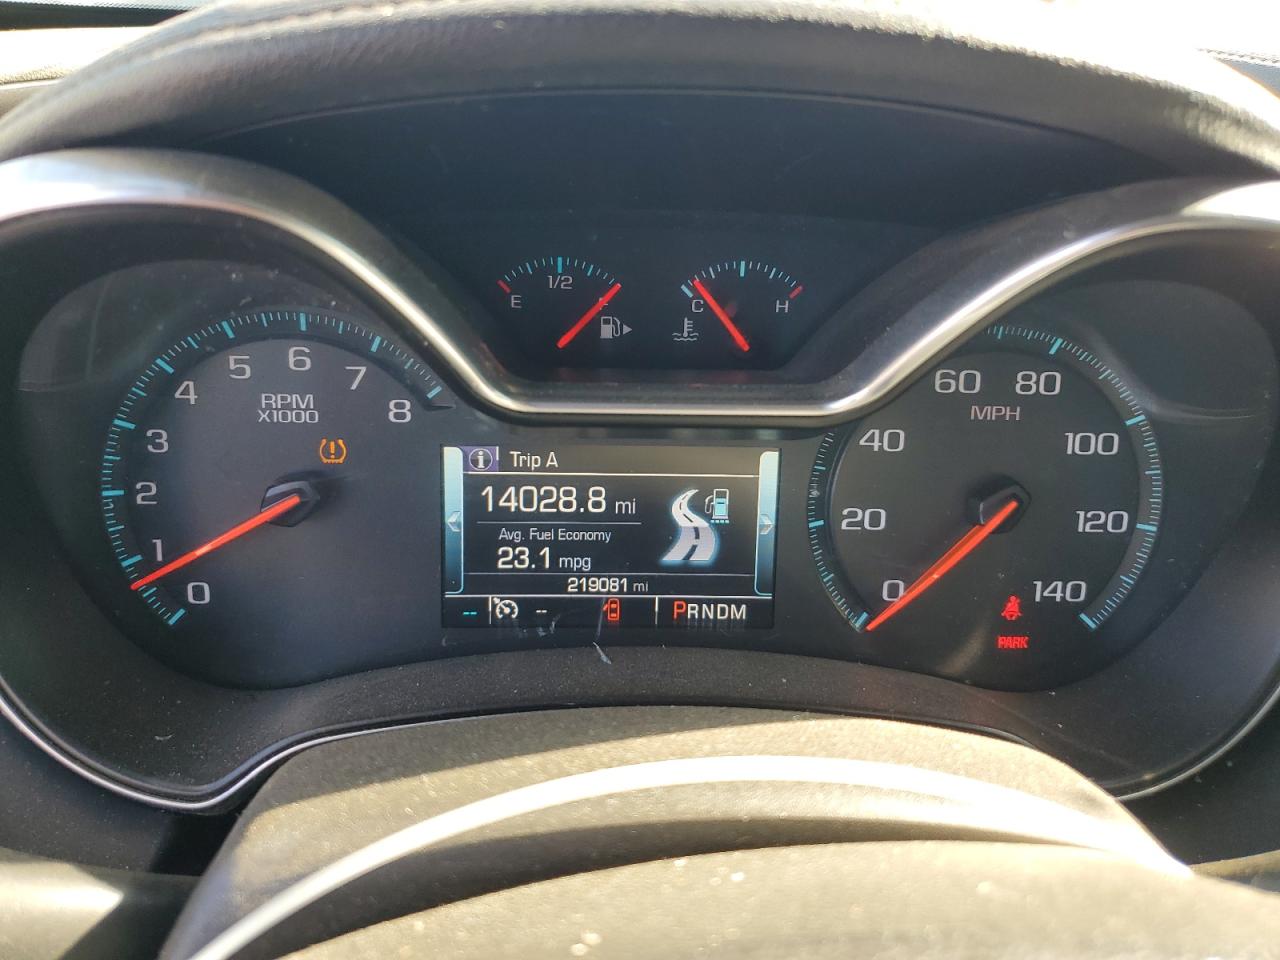 E 1/2 F
C H
0 1 2 3 4 5 6 7 8
RPM
X1000
0 20 40 60 80 100 120 140
MPH
i Trip A
14028.8 mi
Avg. Fuel Economy
23.1 mpg
219081 mi
-- -- PRNDM
PARK